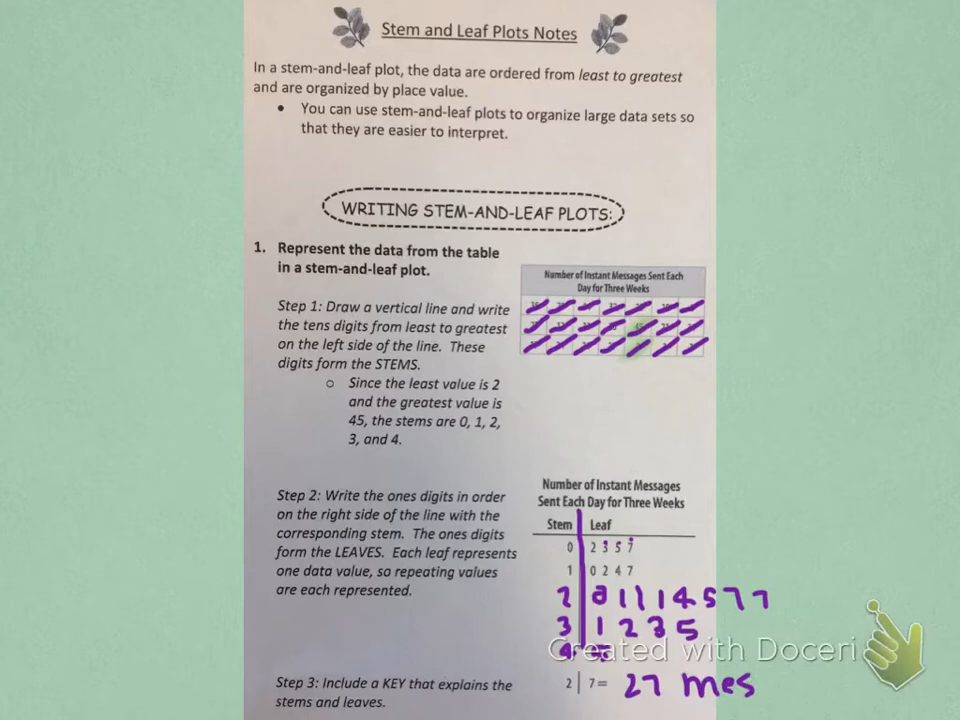 Stem and Leaf Plots Notes
In a stem-and-leaf plot, the data are ordered from least to greatest
and are organized by place value.
• You can use stem-and-leaf plots to organize large data sets so
that they are easier to interpret.
WRITING STEM-AND-LEAF PLOTS:
1. Represent the data from the table
in a stem-and-leaf plot.
Number of Instant Messages Sent Each
Day for Three Weeks
Step 1: Draw a vertical line and write
the tens digits from least to greatest
on the left side of the line. These
digits form the STEMS.
o Since the least value is 2
and the greatest value is
45, the stems are 0, 1, 2,
3, and 4.
Step 2: Write the ones digits in order
on the right side of the line with the
corresponding stem. The ones digits
form the LEAVES. Each leaf represents
one data value, so repeating values
are each represented.
Number of Instant Messages
Sent Each Day for Three Weeks
Stem | Leaf
0 | 2 3 5 7
1 | 0 2 4 7
2 | 0 1 1 1 4 5 7 7
3 | 1 2 3 5
4 |
Created with Doceri
Step 3: Include a KEY that explains the
stems and leaves.
2 | 7 = 27 mes